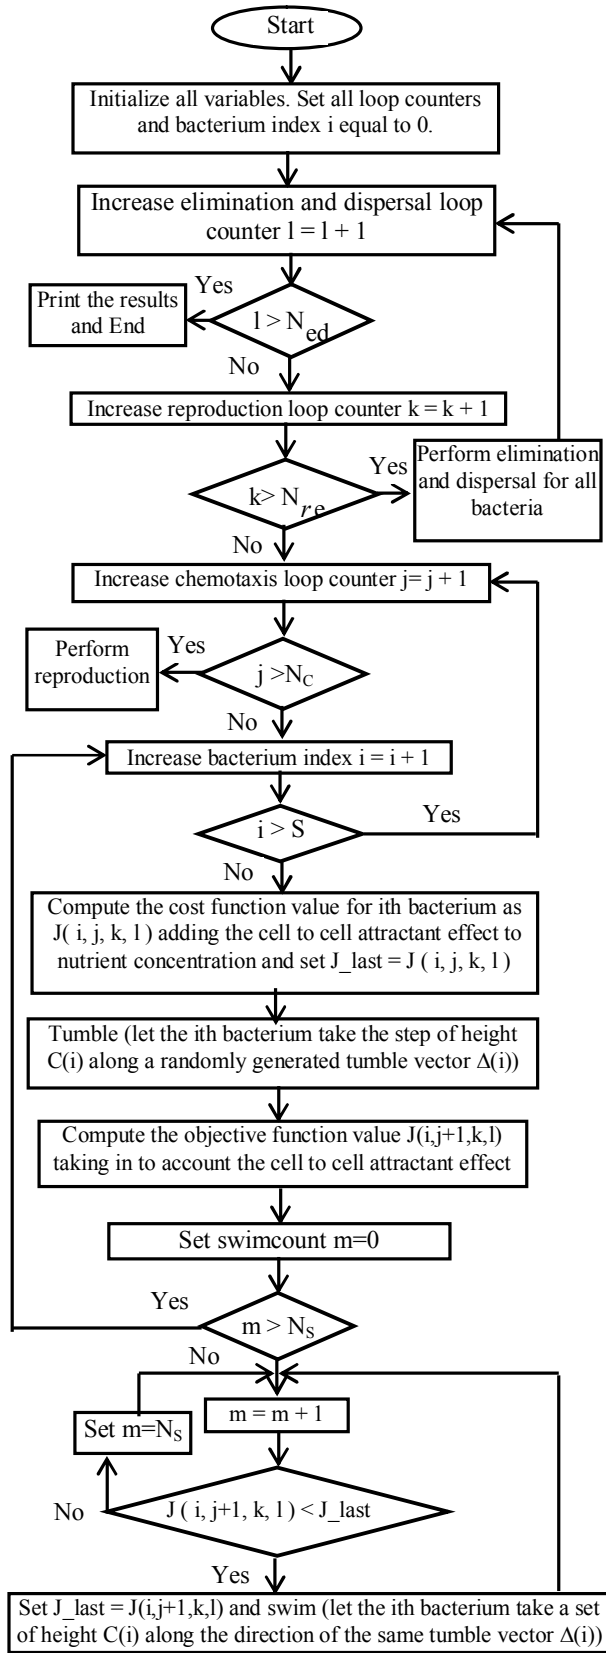 Start
Initialize all variables. Set all loop counters
and bacterium index i equal to 0.
Increase elimination and dispersal loop
counter l = l + 1
Yes
Print the results
and End
l > N_ed
No
Increase reproduction loop counter k = k + 1
Yes
Perform elimination
and dispersal for all
bacteria
k> N_re
No
Increase chemotaxis loop counter j= j + 1
Yes
Perform
reproduction
j >N_C
No
Increase bacterium index i = i + 1
i > S
Yes
No
Compute the cost function value for ith bacterium as
J( i, j, k, l ) adding the cell to cell attractant effect to
nutrient concentration and set J_last = J ( i, j, k, l )
Tumble (let the ith bacterium take the step of height
C(i) along a randomly generated tumble vector Δ(i))
Compute the objective function value J(i,j+1,k,l)
taking in to account the cell to cell attractant effect
Set swimcount m=0
Yes
m > N_S
No
Set m=N_S
m = m + 1
No
J ( i, j+1, k, l ) < J_last
Yes
Set J_last = J(i,j+1,k,l) and swim (let the ith bacterium take a set
of height C(i) along the direction of the same tumble vector Δ(i))